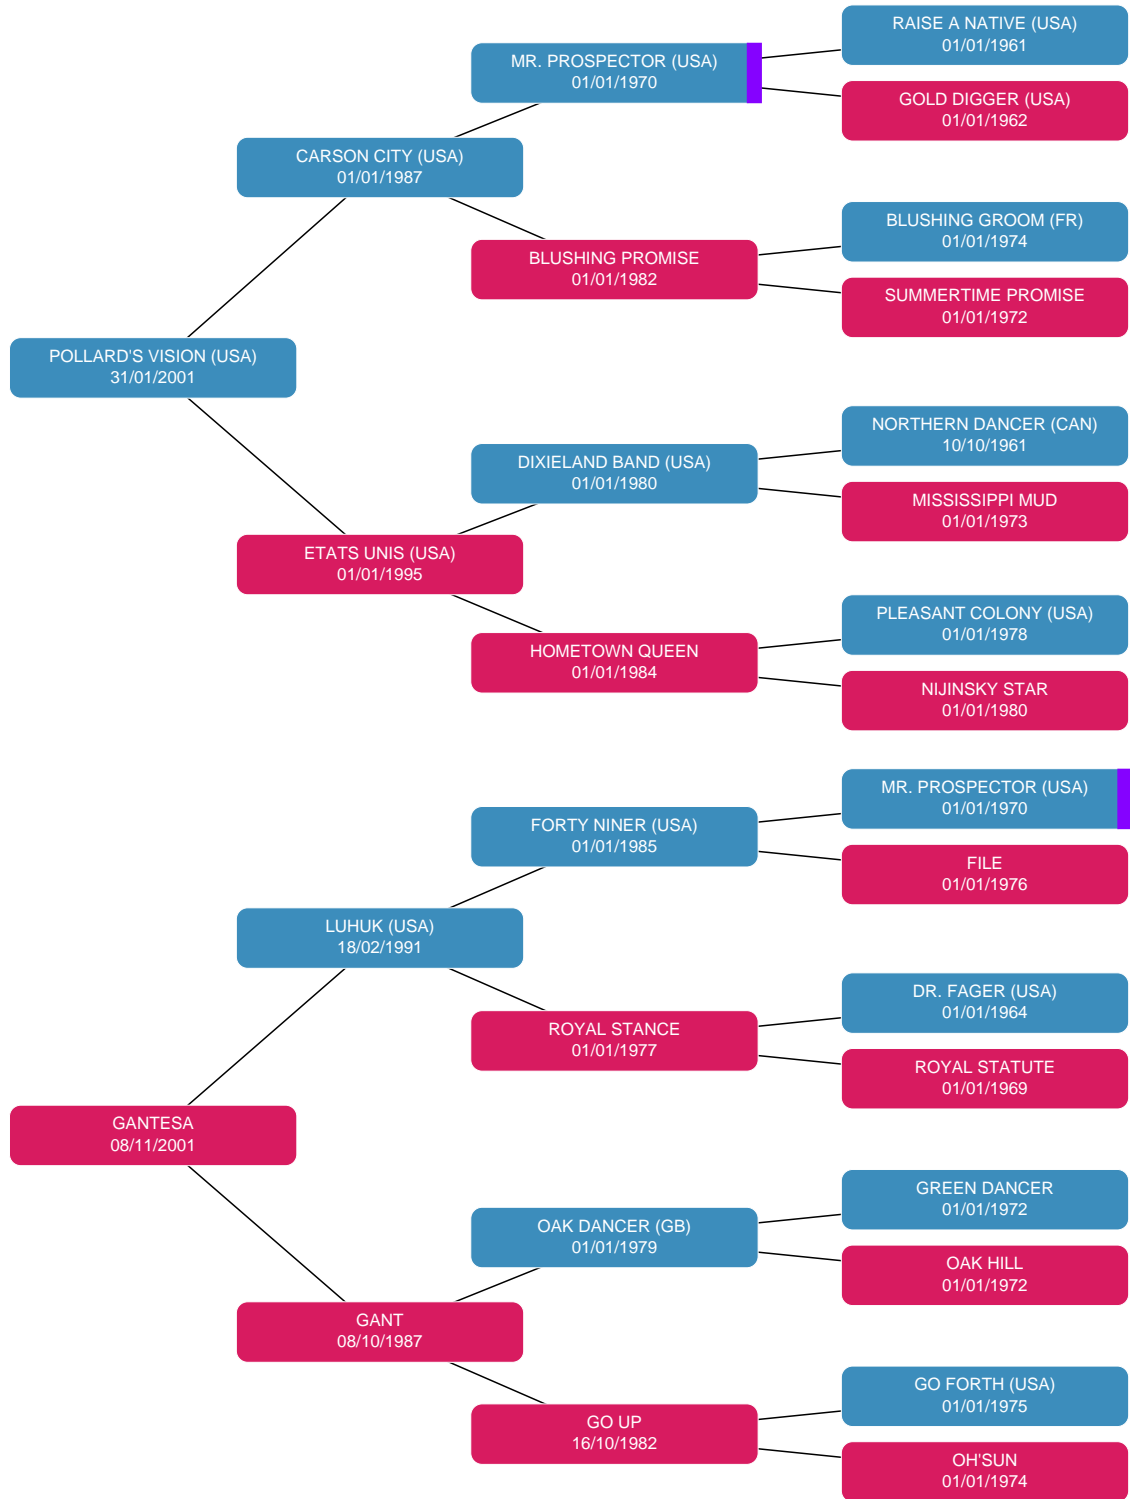 RAISE A NATIVE (USA)
01/01/1961
MR. PROSPECTOR (USA)
01/01/1970
GOLD DIGGER (USA)
01/01/1962
CARSON CITY (USA)
01/01/1987
BLUSHING GROOM (FR)
01/01/1974
BLUSHING PROMISE
01/01/1982
SUMMERTIME PROMISE
01/01/1972
POLLARD'S VISION (USA)
31/01/2001
NORTHERN DANCER (CAN)
10/10/1961
DIXIELAND BAND (USA)
01/01/1980
MISSISSIPPI MUD
01/01/1973
ETATS UNIS (USA)
01/01/1995
PLEASANT COLONY (USA)
01/01/1978
HOMETOWN QUEEN
01/01/1984
NIJINSKY STAR
01/01/1980
MR. PROSPECTOR (USA)
01/01/1970
FORTY NINER (USA)
01/01/1985
FILE
01/01/1976
LUHUK (USA)
18/02/1991
DR. FAGER (USA)
01/01/1964
ROYAL STANCE
01/01/1977
ROYAL STATUTE
01/01/1969
GANTESA
08/11/2001
GREEN DANCER
01/01/1972
OAK DANCER (GB)
01/01/1979
OAK HILL
01/01/1972
GANT
08/10/1987
GO FORTH (USA)
01/01/1975
GO UP
16/10/1982
OH'SUN
01/01/1974